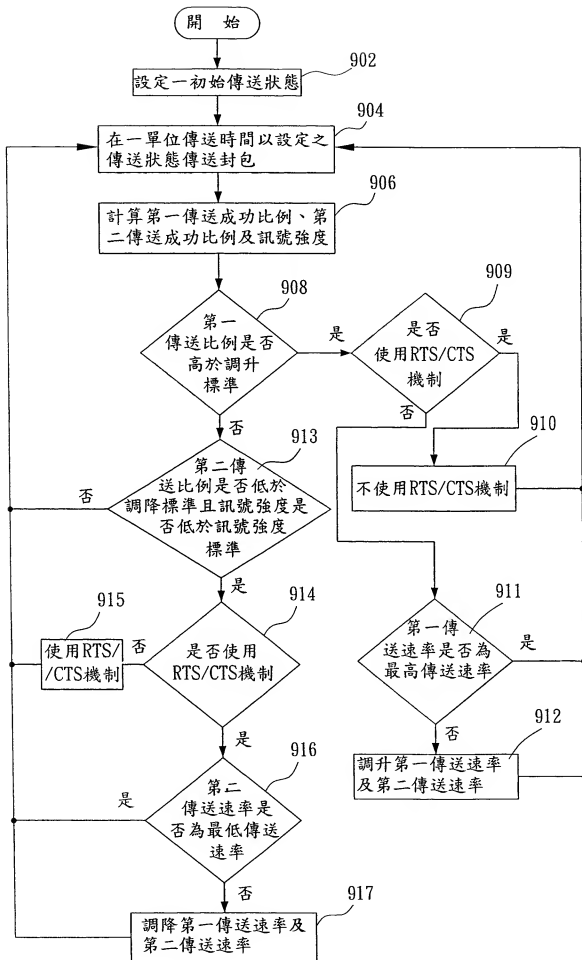 開始
902
設定一初始傳送狀態
904
在一單位傳送時間以設定之
傳送狀態傳送封包
906
計算第一傳送成功比例、第
二傳送成功比例及訊號強度
908
第一
傳送比例是否
高於調升
標準
是
909
是否
使用RTS/CTS
機制
是
否
否
910
不使用RTS/CTS機制
913
第二傳
送比例是否低於
調降標準且訊號強度是
否低於訊號強度
標準
否
是
911
第一傳
送速率是否為
最高傳送速率
是
否
912
調升第一傳送速率
及第二傳送速率
914
是否使用
RTS/CTS機制
否
915
使用RTS/
/CTS機制
是
916
第二
傳送速率是
否為最低傳送
速率
是
否
917
調降第一傳送速率及
第二傳送速率